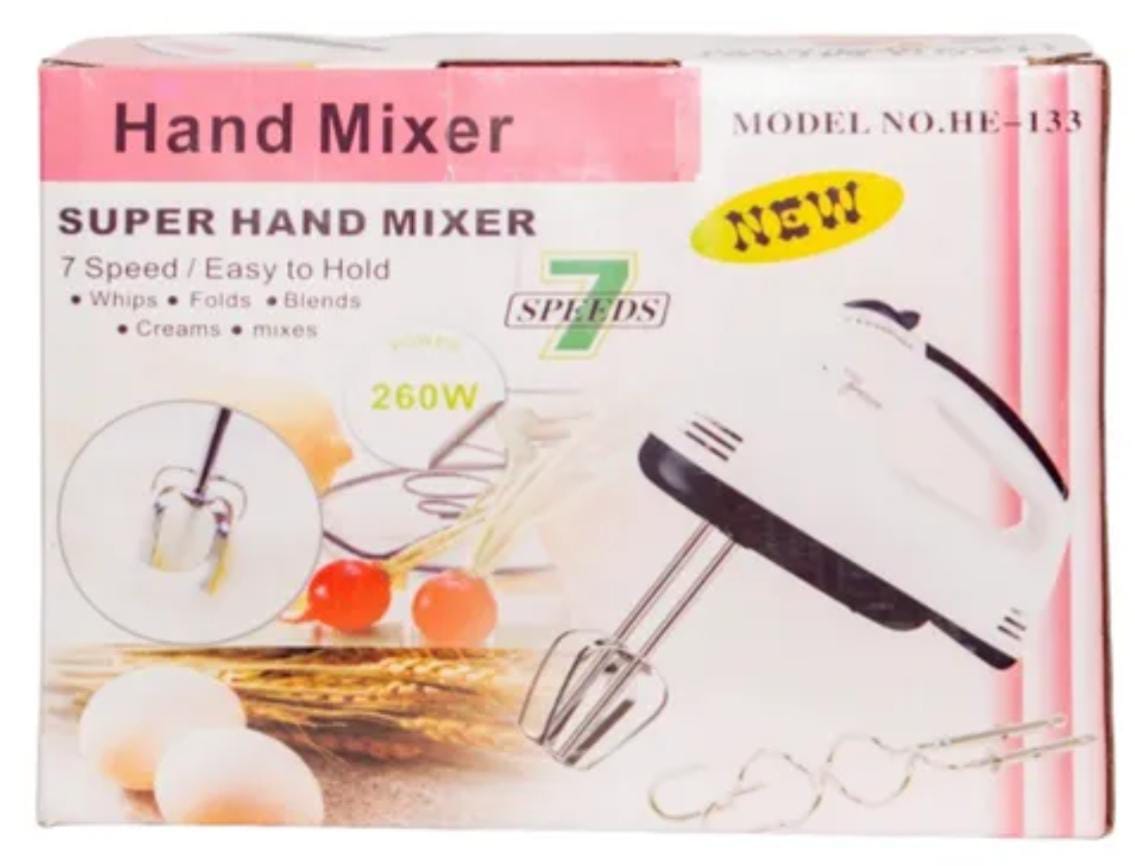 Hand Mixer
MODEL NO.HE-133
SUPER HAND MIXER
NEW
7 Speed / Easy to Hold
• Whips • Folds • Blends
• Creams • mixes
7
SPEEDS
POWER
260W